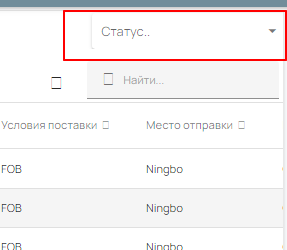 Статус..
Найти...
Условия поставки Место отправки
FOB Ningbo
FOB Ningbo
FOB Ningbo